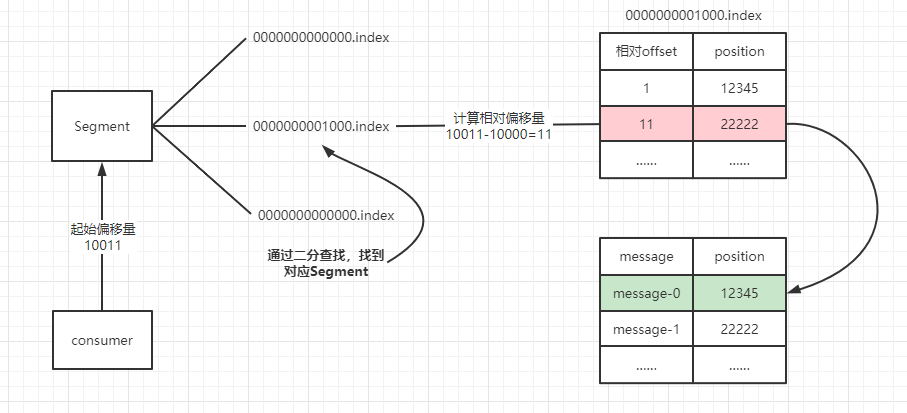 0000000001000.index
0000000000000.index
相对offset position
1 12345
Segment
0000000001000.index
计算相对偏移量
10011-10000=11
11 22222
...... ......
0000000000000.index
起始偏移量
10011
通过二分查找，找到
对应Segment
message position
message-0 12345
consumer
message-1 22222
...... ......